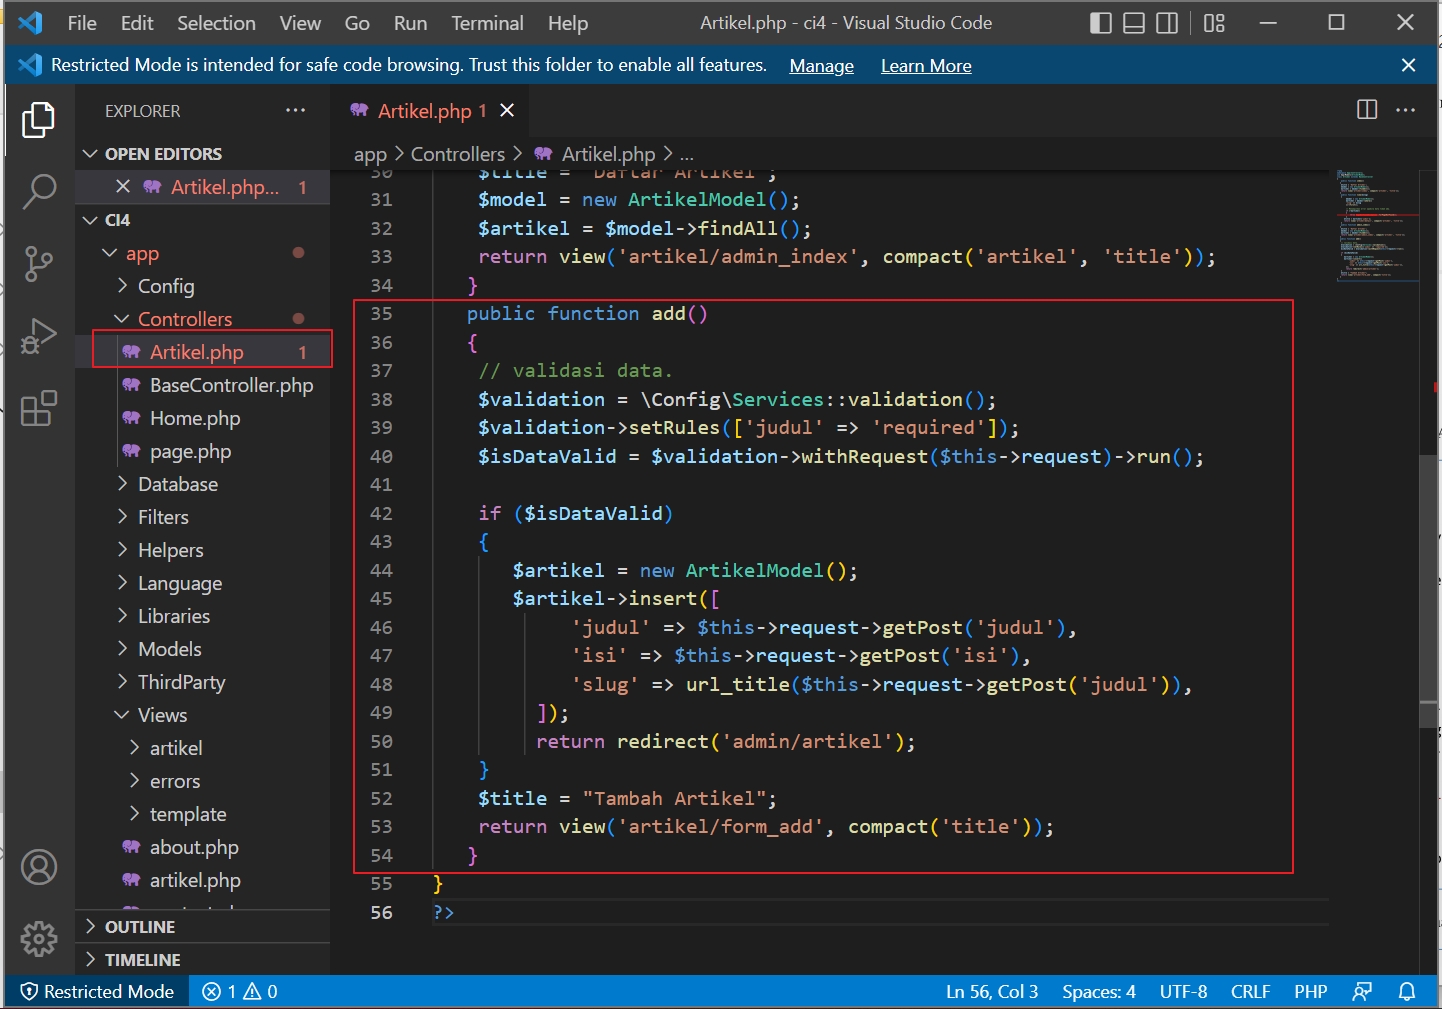 File Edit Selection View Go Run Terminal Help Artikel.php - ci4 - Visual Studio Code
Restricted Mode is intended for safe code browsing. Trust this folder to enable all features. Manage Learn More
EXPLORER
OPEN EDITORS
Artikel.php... 1
CI4
app
Config
Controllers
Artikel.php 1
BaseController.php
Home.php
page.php
Database
Filters
Helpers
Language
Libraries
Models
ThirdParty
Views
artikel
errors
template
about.php
artikel.php
OUTLINE
TIMELINE
Artikel.php 1
app > Controllers > Artikel.php > ...
30 $title = "Daftar Artikel";
31 $model = new ArtikelModel();
32 $artikel = $model->findAll();
33 return view('artikel/admin_index', compact('artikel', 'title'));
34 }
35 public function add()
36 {
37 // validasi data.
38 $validation = \Config\Services::validation();
39 $validation->setRules(['judul' => 'required']);
40 $isDataValid = $validation->withRequest($this->request)->run();
41
42 if ($isDataValid)
43 {
44 $artikel = new ArtikelModel();
45 $artikel->insert([
46 'judul' => $this->request->getPost('judul'),
47 'isi' => $this->request->getPost('isi'),
48 'slug' => url_title($this->request->getPost('judul')),
49 ]);
50 return redirect('admin/artikel');
51 }
52 $title = "Tambah Artikel";
53 return view('artikel/form_add', compact('title'));
54 }
55 }
56 ?>
Restricted Mode 1 0 Ln 56, Col 3 Spaces: 4 UTF-8 CRLF PHP